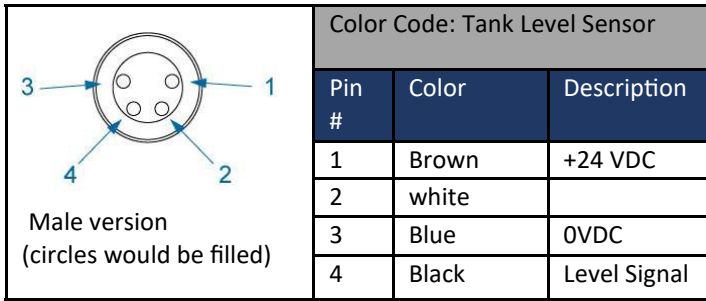 3
1
4
2
Male version
(circles would be filled)
Color Code: Tank Level Sensor
Pin # Color Description
1 Brown +24 VDC
2 white
3 Blue 0VDC
4 Black Level Signal